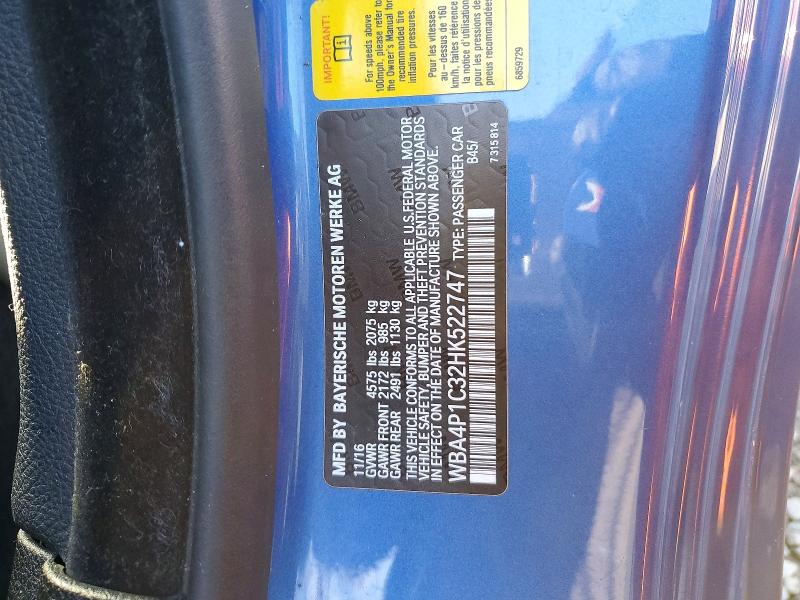 MFD BY BAYERISCHE MOTOREN WERKE AG
11/16
GVWR 4575 lbs 2075 kg
GAWR FRONT 2172 lbs 985 kg
GAWR REAR 2491 lbs 1130 kg
THIS VEHICLE CONFORMS TO ALL APPLICABLE U.S.FEDERAL MOTOR
VEHICLE SAFETY, BUMPER AND THEFT PREVENTION STANDARDS
IN EFFECT ON THE DATE OF MANUFACTURE SHOWN ABOVE.
WBA4P1C32HK522747 TYPE: PASSENGER CAR
B45/
7 315 814
IMPORTANT!
For speeds above
100mph, please refer to
the Owner's Manual for
recommended tire
inflation pressures.
Pour les vitesses
au-dessus de 160
km/h, faites référence
la notice d'utilisation
pour les pressions de
pneus recommandées
6859729